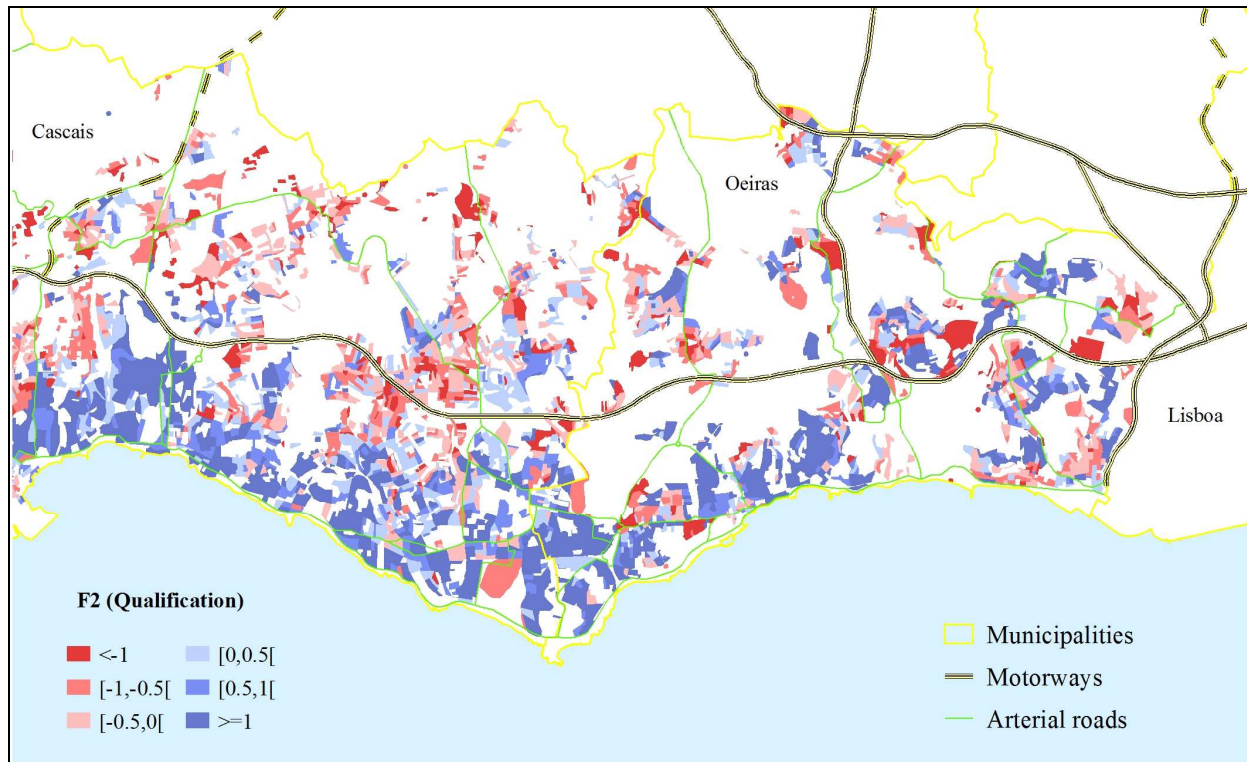 Cascais
Oeiras
Lisboa
F2 (Qualification)
<-1
[-1,-0.5[
[-0.5,0[
[0,0.5[
[0.5,1[
>=1
Municipalities
Motorways
Arterial roads